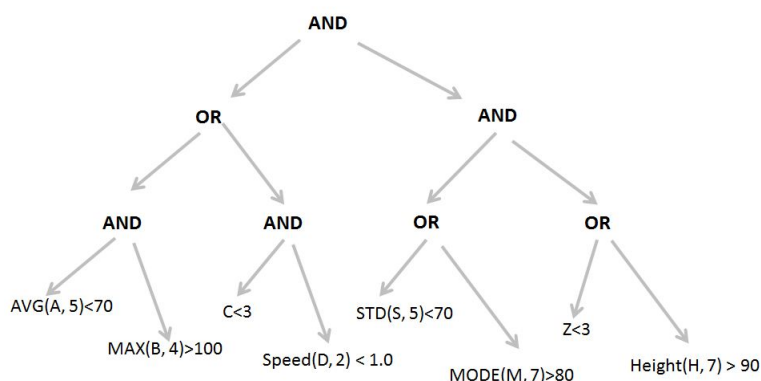 AND
OR
AND
AND
AND
OR
OR
AVG(A, 5)<70
MAX(B, 4)>100
C<3
Speed(D, 2) < 1.0
STD(S, 5)<70
MODE(M, 7)>80
Z<3
Height(H, 7) > 90